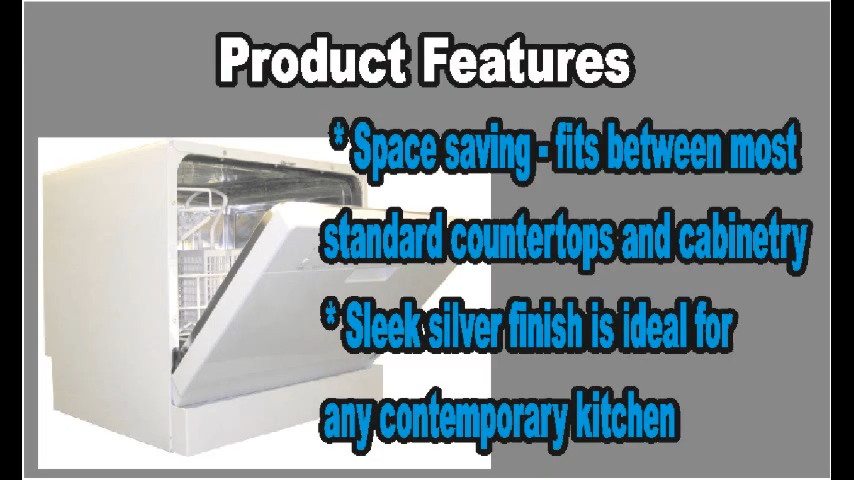 Product Features
* Space saving - fits between most
standard countertops and cabinetry
* Sleek silver finish is ideal for
any contemporary kitchen